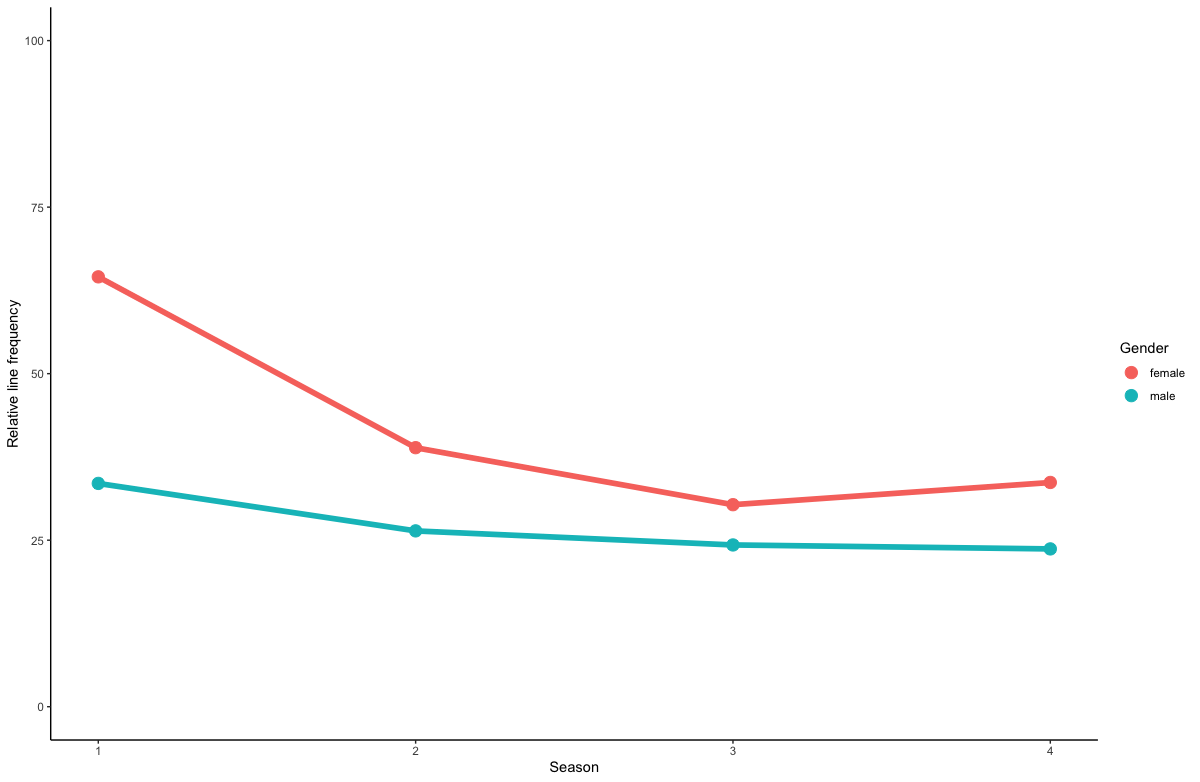 100
75
50
25
0
Relative line frequency
1 2 3 4
Season
Gender
female
male